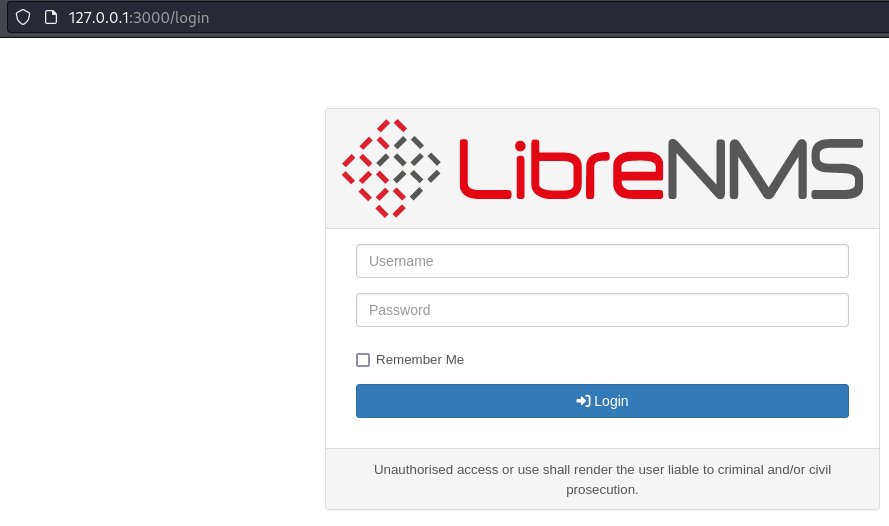 127.0.0.1:3000/login
LibreNMS
Username
Password
Remember Me
Login
Unauthorised access or use shall render the user liable to criminal and/or civil
prosecution.